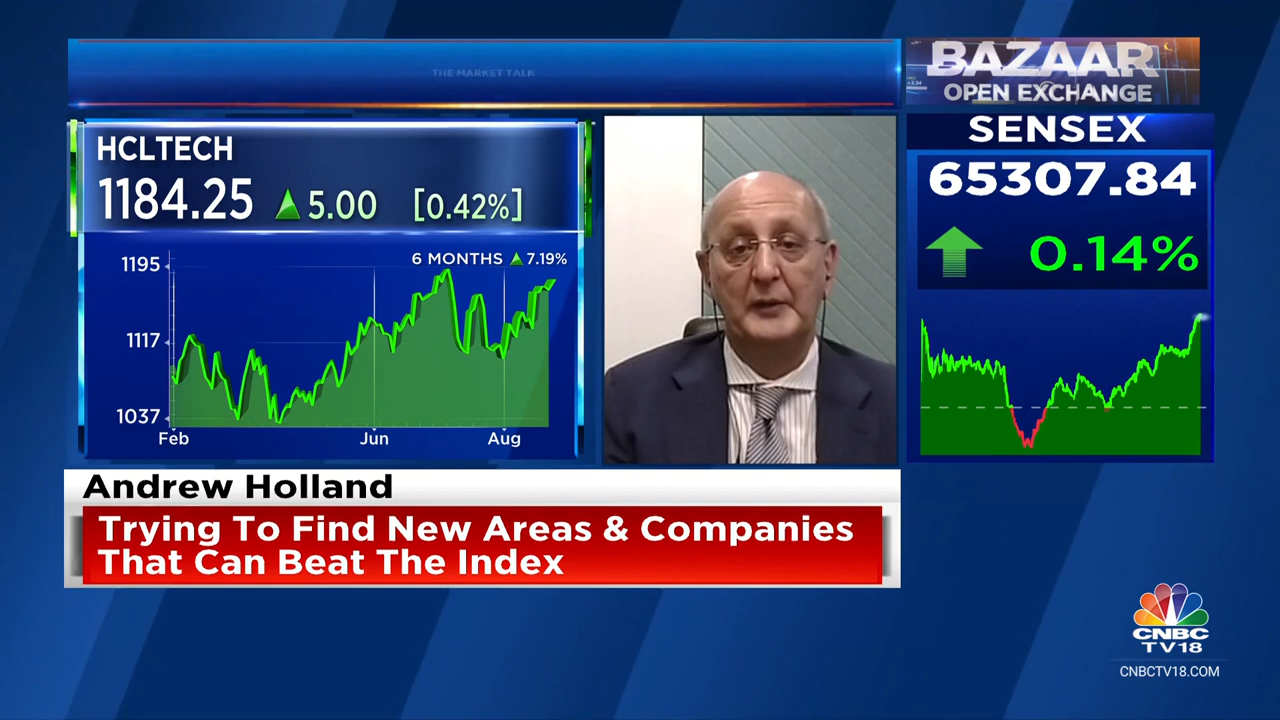 THE MARKET TALK
BAZAAR
OPEN EXCHANGE
HCLTECH
1184.25 ▲ 5.00 [0.42%]
6 MONTHS ▲ 7.19%
1195
1117
1037
Feb Jun Aug
SENSEX
65307.84
0.14%
Andrew Holland
Trying To Find New Areas & Companies
That Can Beat The Index
CNBC
TV18
CNBCTV18.COM